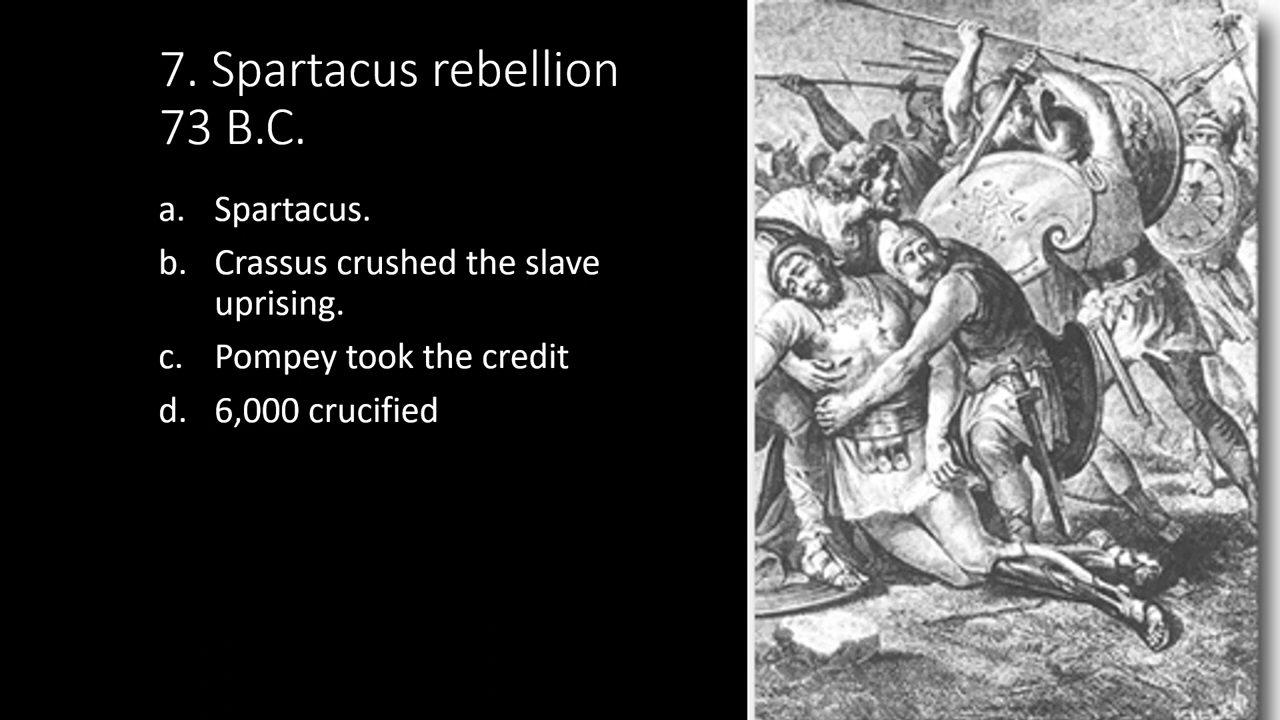 7. Spartacus rebellion
73 B.C.
a. Spartacus.
b. Crassus crushed the slave
uprising.
c. Pompey took the credit
d. 6,000 crucified